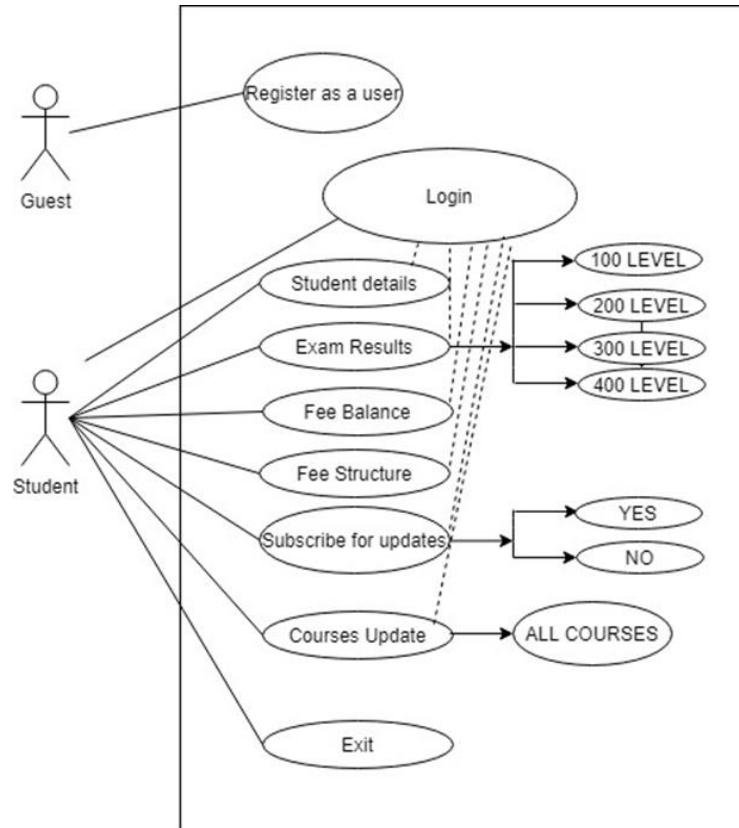 Register as a user
Guest
Login
Student details
100 LEVEL
200 LEVEL
Exam Results
300 LEVEL
400 LEVEL
Fee Balance
Student
Fee Structure
Subscribe for updates
YES
NO
Courses Update
ALL COURSES
Exit